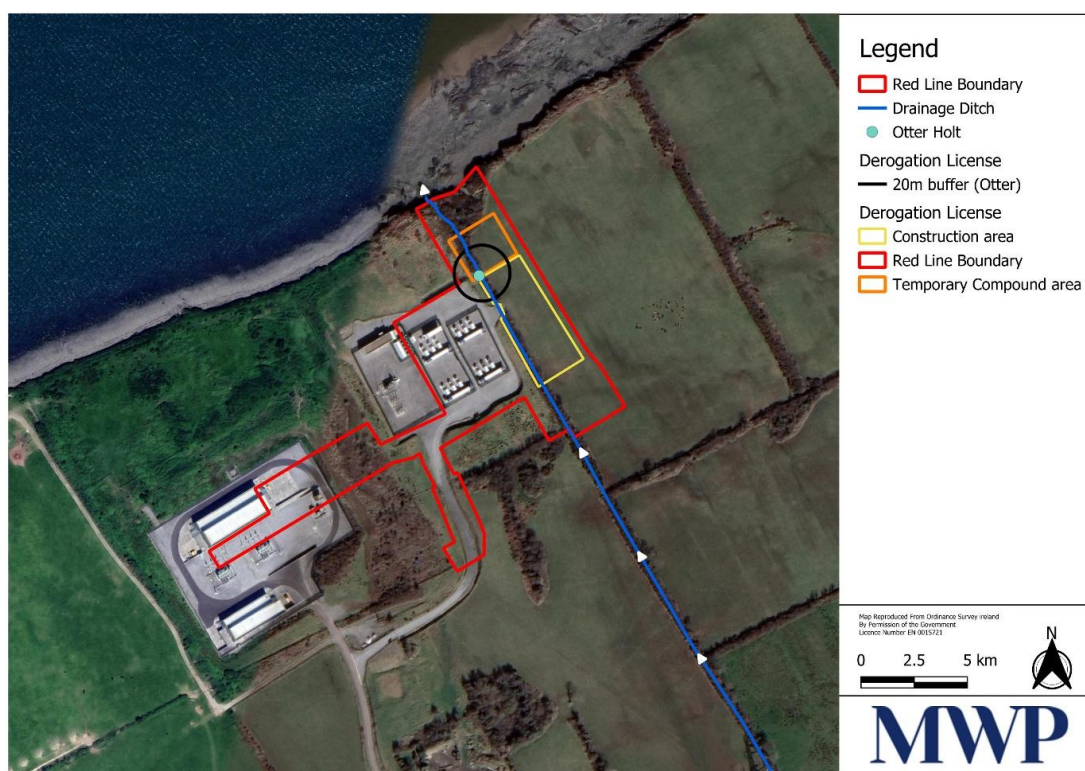 Legend
Red Line Boundary
Drainage Ditch
Otter Holt
Derogation License
20m buffer (Otter)
Derogation License
Construction area
Red Line Boundary
Temporary Compound area
Map Reproduced From Ordnance Survey Ireland
By Permission of the Government
Licence Number EN 0015721
N
0 2.5 5 km
MWP